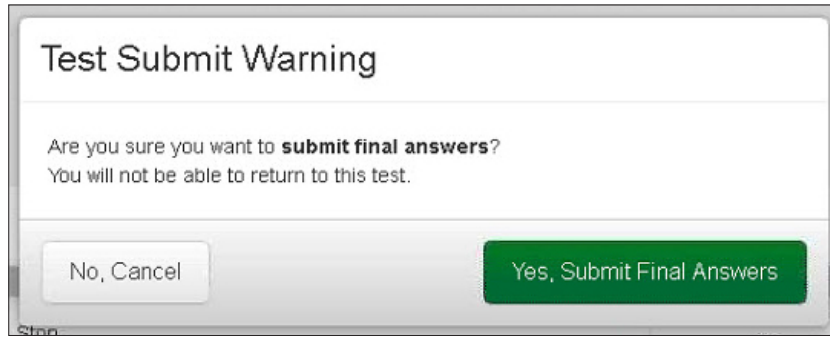 Test Submit Warning
Are you sure you want to submit final answers?
You will not be able to return to this test.
No, Cancel
Yes, Submit Final Answers
Stop